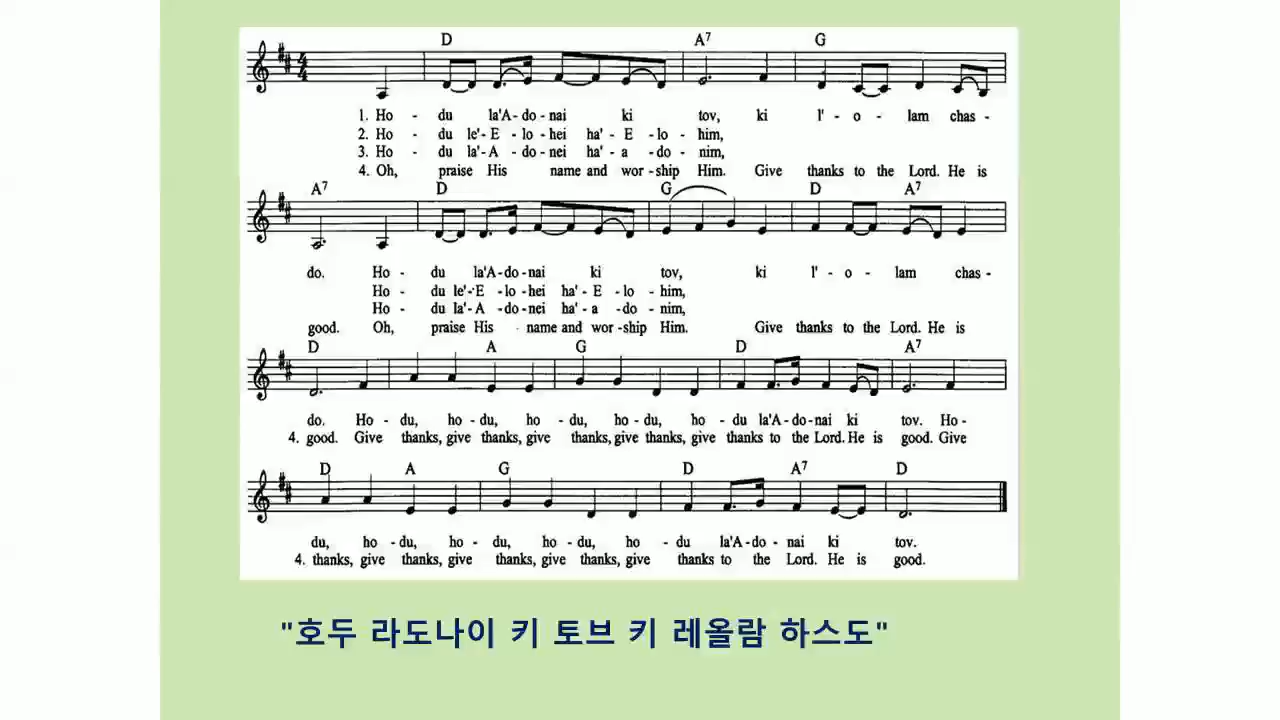 D A7 G
1. Ho - du la'A-do-nai ki tov, ki l'-o-lam chas-
2. Ho - du le'-E-lo-hei ha'-E-lo-him,
3. Ho - du la'-A-do-nei ha'-a-do-nim,
4. Oh, praise His name and wor-ship Him. Give thanks to the Lord. He is
A7 D G D A7
do. Ho - du la'A-do-nai ki tov, ki l'-o-lam chas-
Ho - du le'-E-lo-hei ha'-E-lo-him,
Ho - du la'-A-do-nei ha'-a-do-nim,
good. Oh, praise His name and wor-ship Him. Give thanks to the Lord. He is
D A G D A7
do. Ho - du, ho - du, ho - du, ho - du, ho - du la'A-do-nai ki tov. Ho-
4. good. Give thanks, give thanks, give thanks, give thanks, give thanks to the Lord. He is good. Give
D A G D A7 D
du, ho - du, ho - du, ho - du, ho - du la'A-do- nai ki tov.
4. thanks, give thanks, give thanks, give thanks, give thanks to the Lord. He is good.
"호두 라도나이 키 토브 키 레올람 하스도"